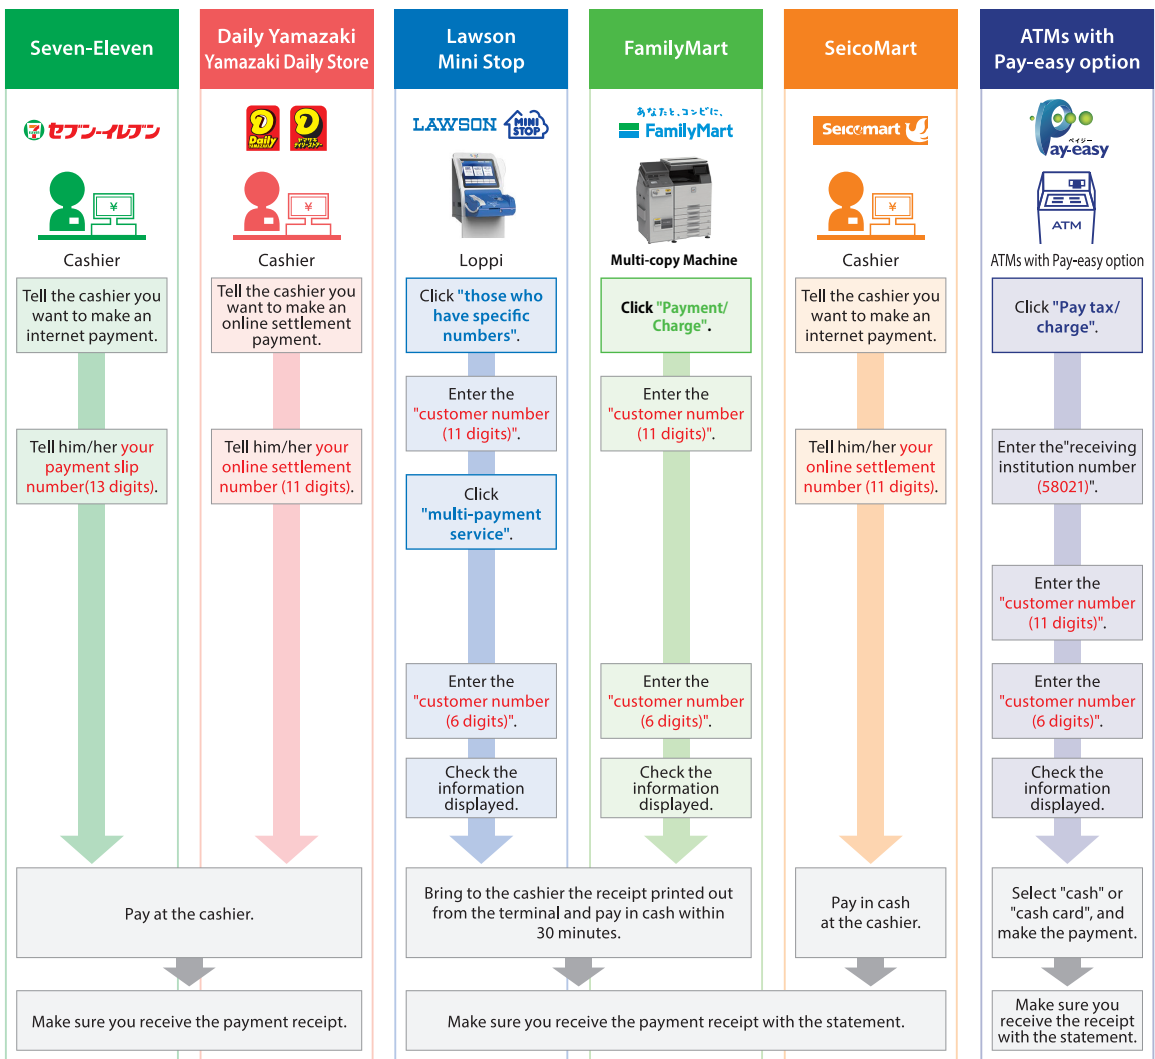 Seven-Eleven
Daily Yamazaki
Yamazaki Daily Store
Lawson
Mini Stop
FamilyMart
SeicoMart
ATMs with
Pay-easy option
セブン-イレブン
Daily
YAMAZAKI
ヤマザキ
デイリーストアー
LAWSON
MINI
STOP
あなたと、コンビに、
FamilyMart
Seicomart
ペイジー
Pay-easy
¥
¥
¥
ATM
Cashier
Cashier
Loppi
Multi-copy Machine
Cashier
ATMs with Pay-easy option
Tell the cashier you
want to make an
internet payment.
Tell the cashier you
want to make an
online settlement
payment.
Click "those who
have specific
numbers".
Click "Payment/
Charge".
Tell the cashier you
want to make an
internet payment.
Click "Pay tax/
charge".
Enter the
"customer number
(11 digits)".
Enter the
"customer number
(11 digits)".
Tell him/her your
payment slip
number(13 digits).
Tell him/her your
online settlement
number (11 digits).
Click
"multi-payment
service".
Tell him/her your
online settlement
number (11 digits).
Enter the"receiving
institution number
(58021)".
Enter the
"customer number
(11 digits)".
Enter the
"customer number
(6 digits)".
Enter the
"customer number
(6 digits)".
Enter the
"customer number
(6 digits)".
Check the
information
displayed.
Check the
information
displayed.
Check the
information
displayed.
Pay at the cashier.
Bring to the cashier the receipt printed out
from the terminal and pay in cash within
30 minutes.
Pay in cash
at the cashier.
Select "cash" or
"cash card", and
make the payment.
Make sure you receive the payment receipt.
Make sure you receive the payment receipt with the statement.
Make sure you
receive the receipt
with the statement.